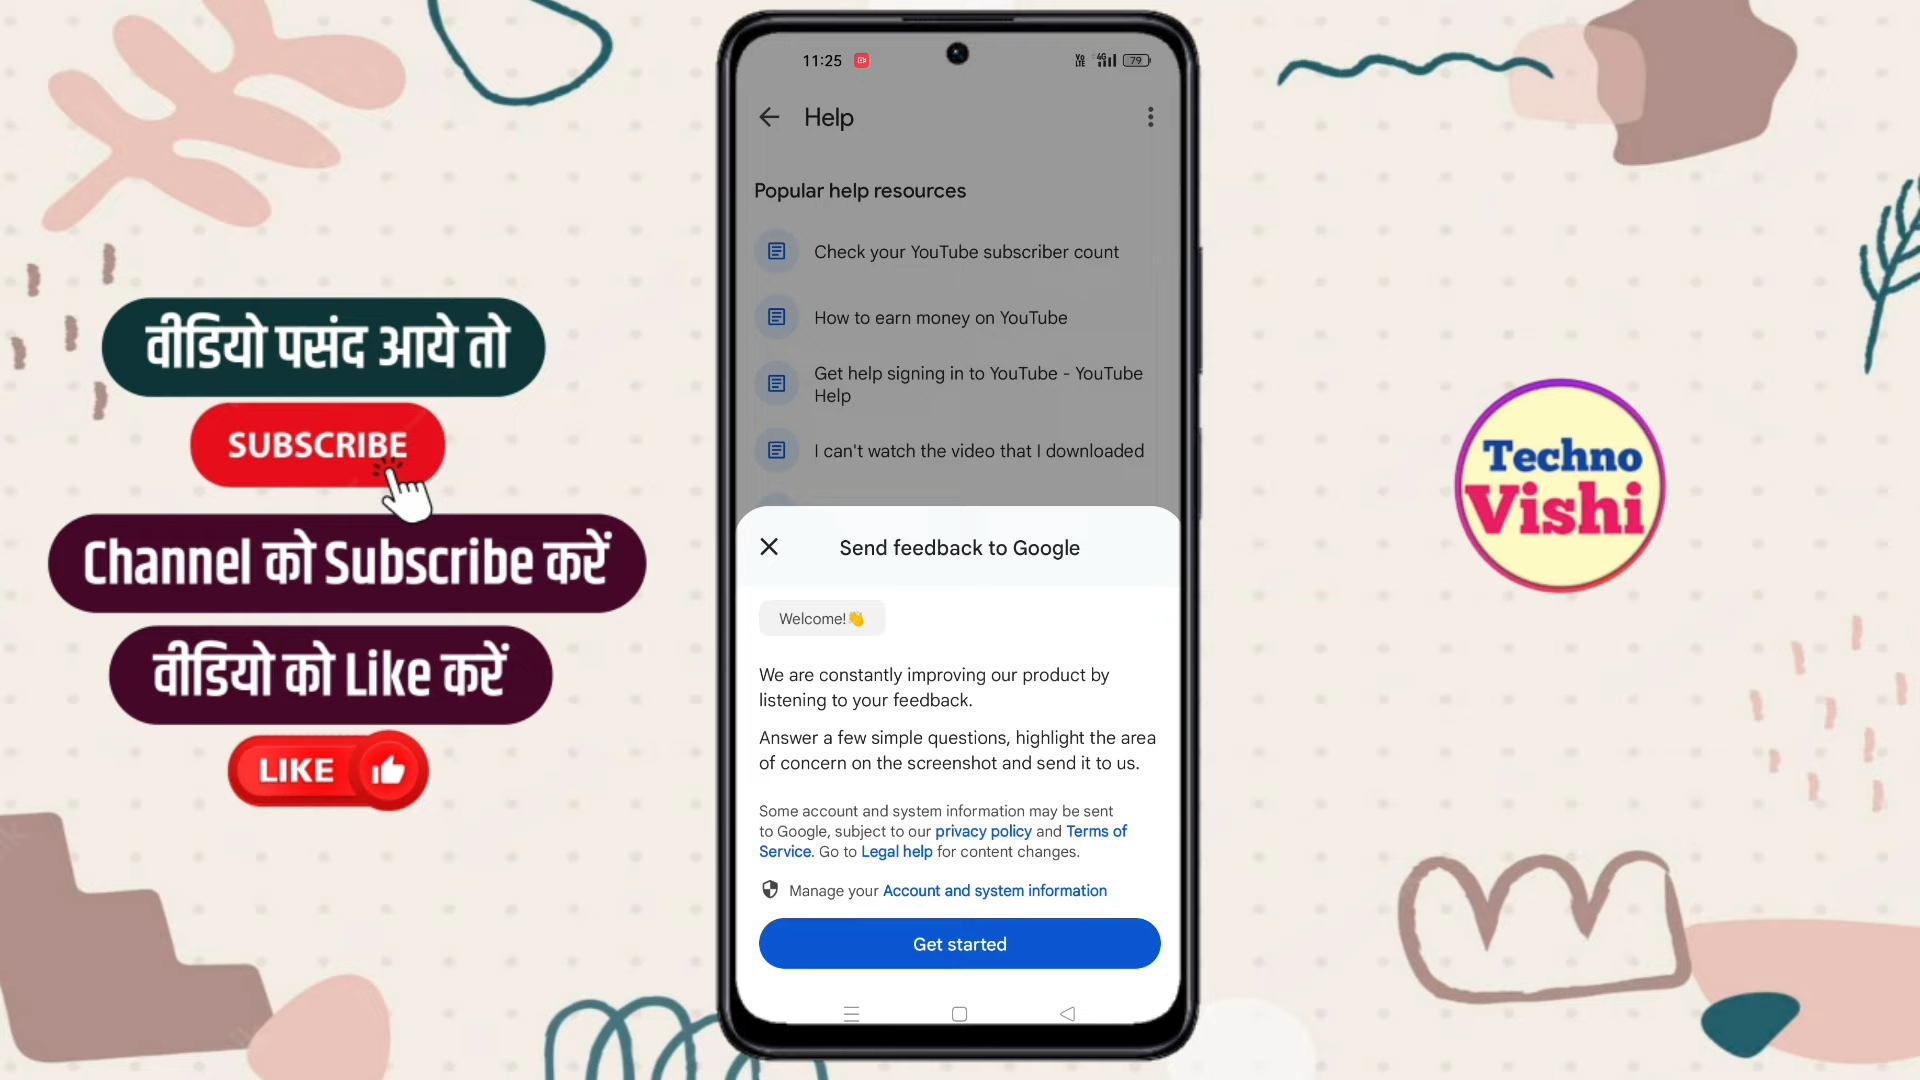 वीडियो पसंद आये तो
SUBSCRIBE
Channel को Subscribe करें
वीडियो को Like करें
LIKE
11:25
Vo LTE 4G 79
Help
Popular help resources
Check your YouTube subscriber count
How to earn money on YouTube
Get help signing in to YouTube - YouTube
Help
I can't watch the video that I downloaded
Send feedback to Google
Welcome!👋
We are constantly improving our product by
listening to your feedback.
Answer a few simple questions, highlight the area
of concern on the screenshot and send it to us.
Some account and system information may be sent
to Google, subject to our privacy policy and Terms of
Service. Go to Legal help for content changes.
Manage your Account and system information
Get started
Techno
Vishi